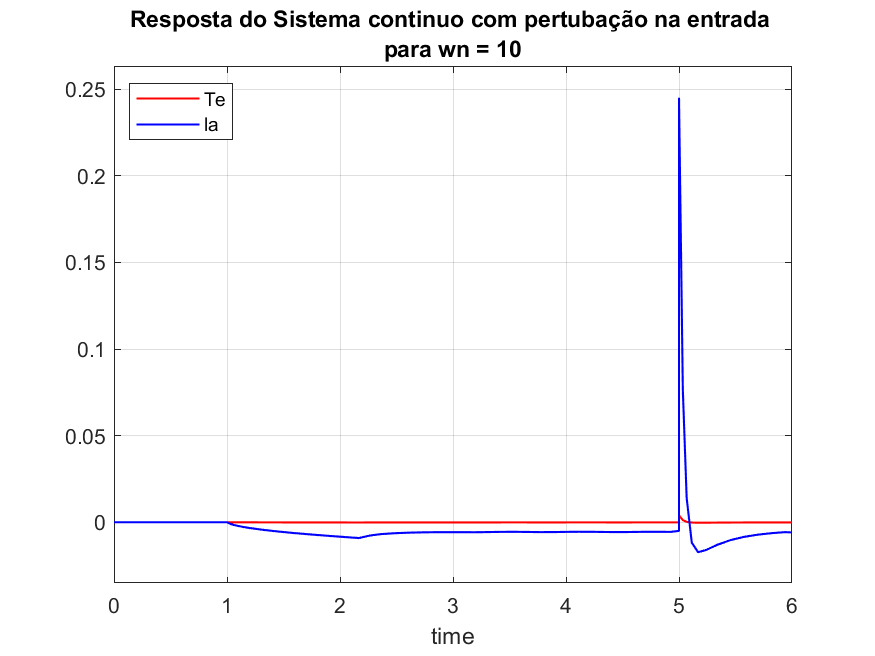 Resposta do Sistema continuo com pertubação na entrada
para wn = 10
0.25
0.2
0.15
0.1
0.05
0
Te
Ia
0 1 2 3 4 5 6
time